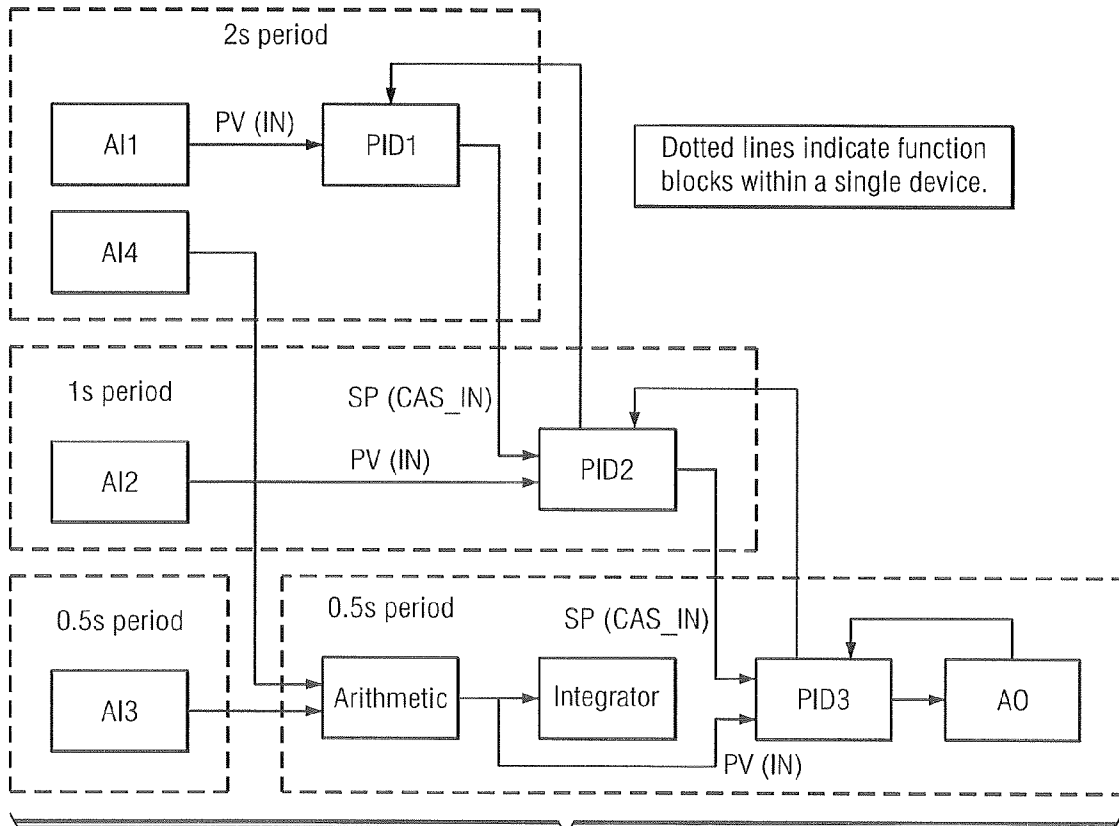 2s period
AI1
PV (IN)
PID1
Dotted lines indicate function
blocks within a single device.
AI4
1s period
SP (CAS_IN)
AI2
PV (IN)
PID2
0.5s period
0.5s period
SP (CAS_IN)
AI3
Arithmetic
Integrator
PID3
AO
PV (IN)